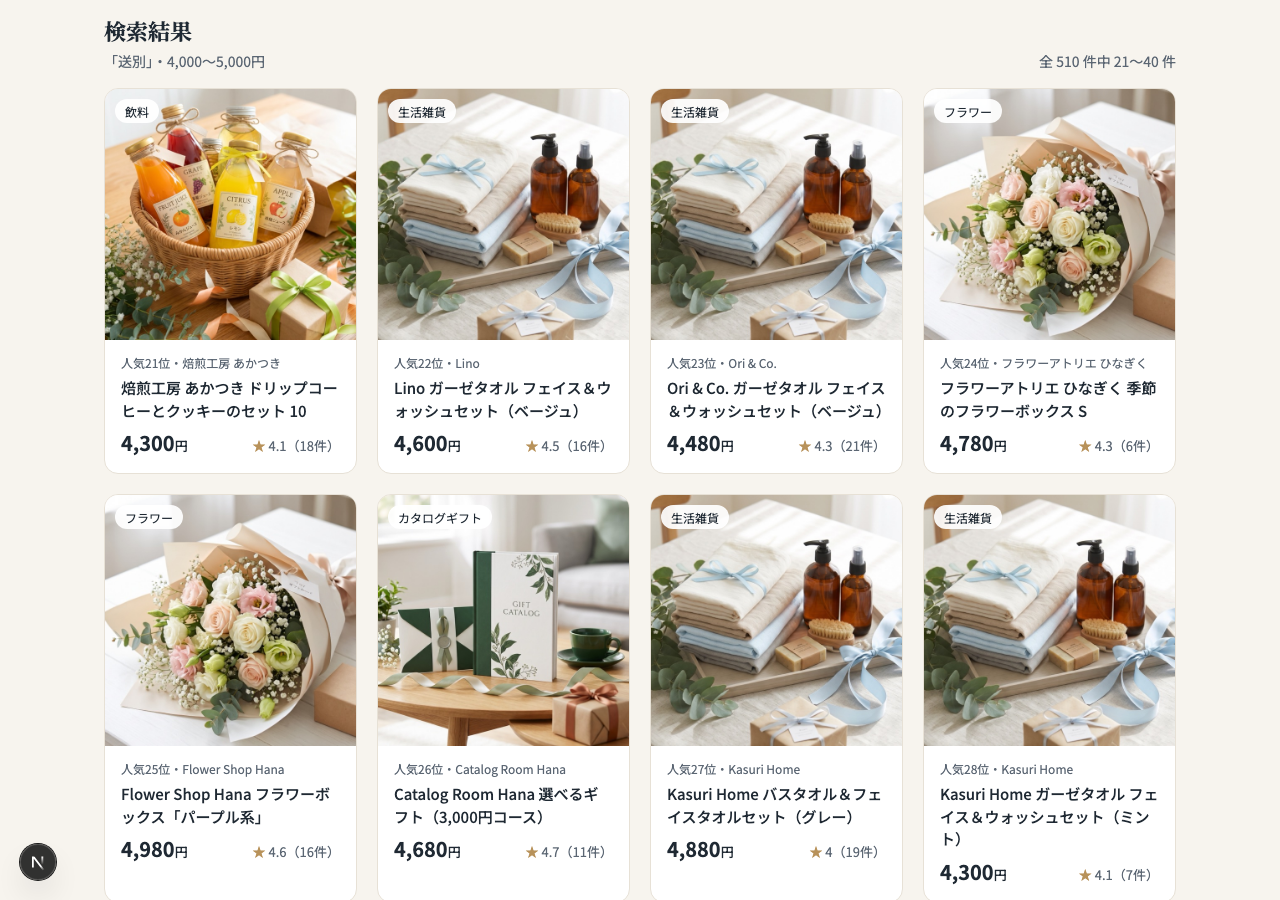 検索結果
「送別」・4,000〜5,000円
全 510 件中 21〜40 件
飲料
FRUIT JUICE
GRAPE
CITRUS
レモン
APPLE
人気21位・焙煎工房 あかつき
焙煎工房 あかつき ドリップコー
ヒーとクッキーのセット 10
4,300円
★ 4.1（18件）
生活雑貨
人気22位・Lino
Lino ガーゼタオル フェイス＆ウ
ォッシュセット（ベージュ）
4,600円
★ 4.5（16件）
生活雑貨
人気23位・Ori & Co.
Ori & Co. ガーゼタオル フェイス
＆ウォッシュセット（ベージュ）
4,480円
★ 4.3（21件）
フラワー
人気24位・フラワーアトリエ ひなぎく
フラワーアトリエ ひなぎく 季節
のフラワーボックス S
4,780円
★ 4.3（6件）
フラワー
人気25位・Flower Shop Hana
Flower Shop Hana フラワーボ
ックス「パープル系」
4,980円
★ 4.6（16件）
カタログギフト
GIFT
CATALOG
人気26位・Catalog Room Hana
Catalog Room Hana 選べるギ
フト（3,000円コース）
4,680円
★ 4.7（11件）
生活雑貨
人気27位・Kasuri Home
Kasuri Home バスタオル＆フェ
イスタオルセット（グレー）
4,880円
★ 4（19件）
生活雑貨
人気28位・Kasuri Home
Kasuri Home ガーゼタオル フェ
イス＆ウォッシュセット（ミン
ト）
4,300円
★ 4.1（7件）
N